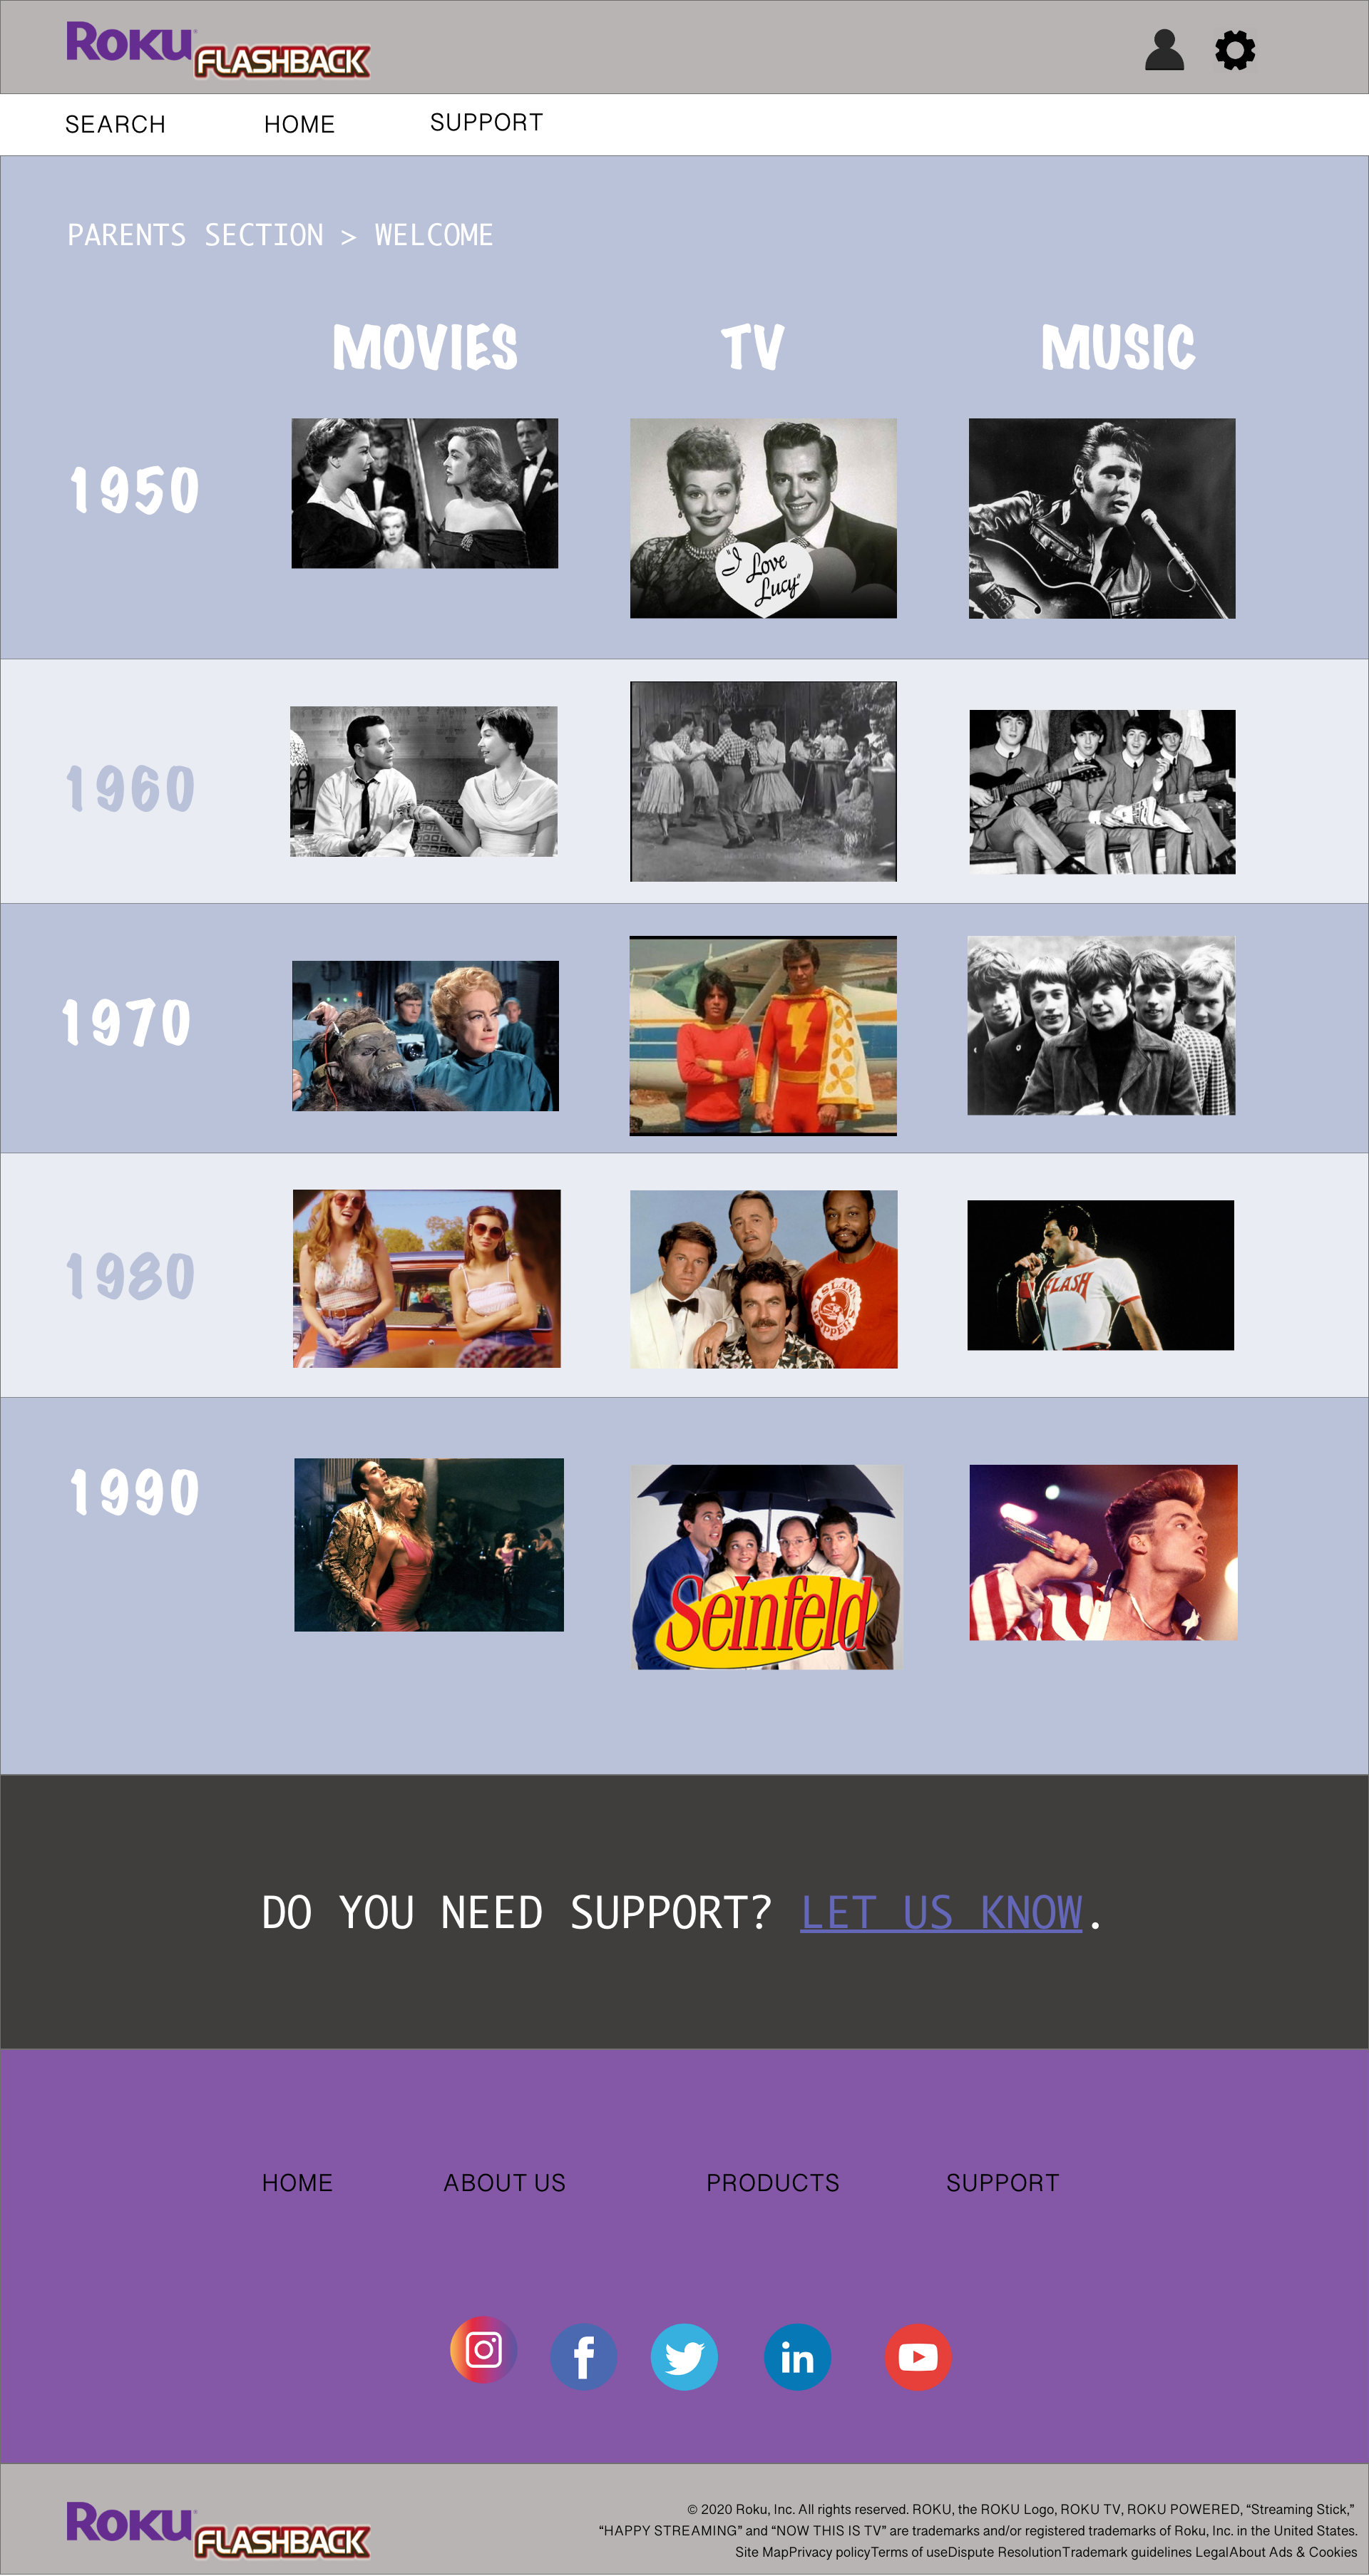 ROKU FLASHBACK
SEARCH HOME SUPPORT
PARENTS SECTION > WELCOME
MOVIES TV MUSIC
1950
"I Love Lucy"
1960
1970
1980
ISLAND HOPPERS
FLASH
1990
Seinfeld
DO YOU NEED SUPPORT? LET US KNOW.
HOME ABOUT US PRODUCTS SUPPORT
f
in
ROKU FLASHBACK
© 2020 Roku, Inc. All rights reserved. ROKU, the ROKU Logo, ROKU TV, ROKU POWERED, “Streaming Stick,”
“HAPPY STREAMING” and “NOW THIS IS TV” are trademarks and/or registered trademarks of Roku, Inc. in the United States.
Site MapPrivacy policyTerms of useDispute ResolutionTrademark guidelines LegalAbout Ads & Cookies